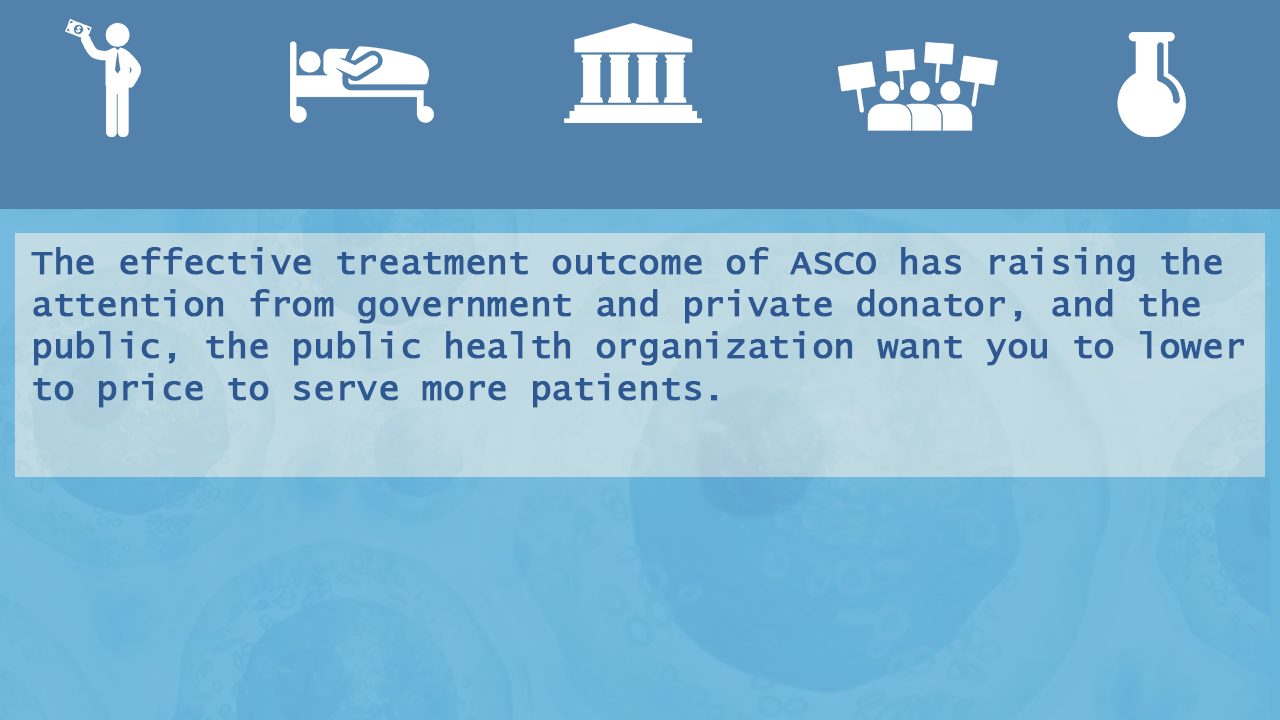 The effective treatment outcome of ASCO has raising the
attention from government and private donator, and the
public, the public health organization want you to lower
to price to serve more patients.